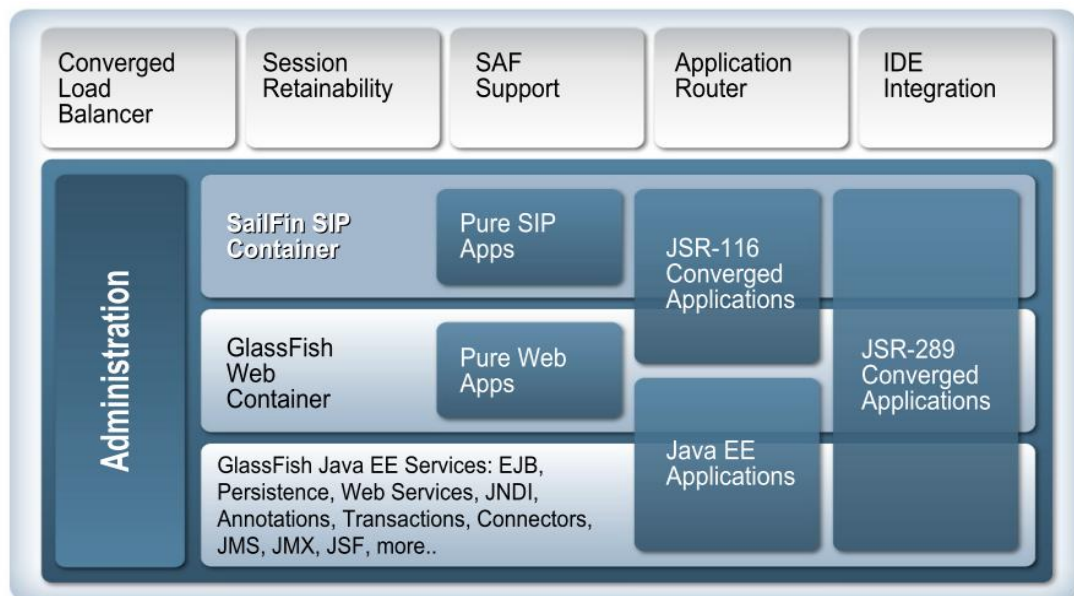 Converged
Load
Balancer
Session
Retainability
SAF
Support
Application
Router
IDE
Integration
Administration
SailFin SIP
Container
Pure SIP
Apps
JSR-116
Converged
Applications
GlassFish
Web
Container
Pure Web
Apps
JSR-289
Converged
Applications
GlassFish Java EE Services: EJB,
Persistence, Web Services, JNDI,
Annotations, Transactions, Connectors,
JMS, JMX, JSF, more..
Java EE
Applications